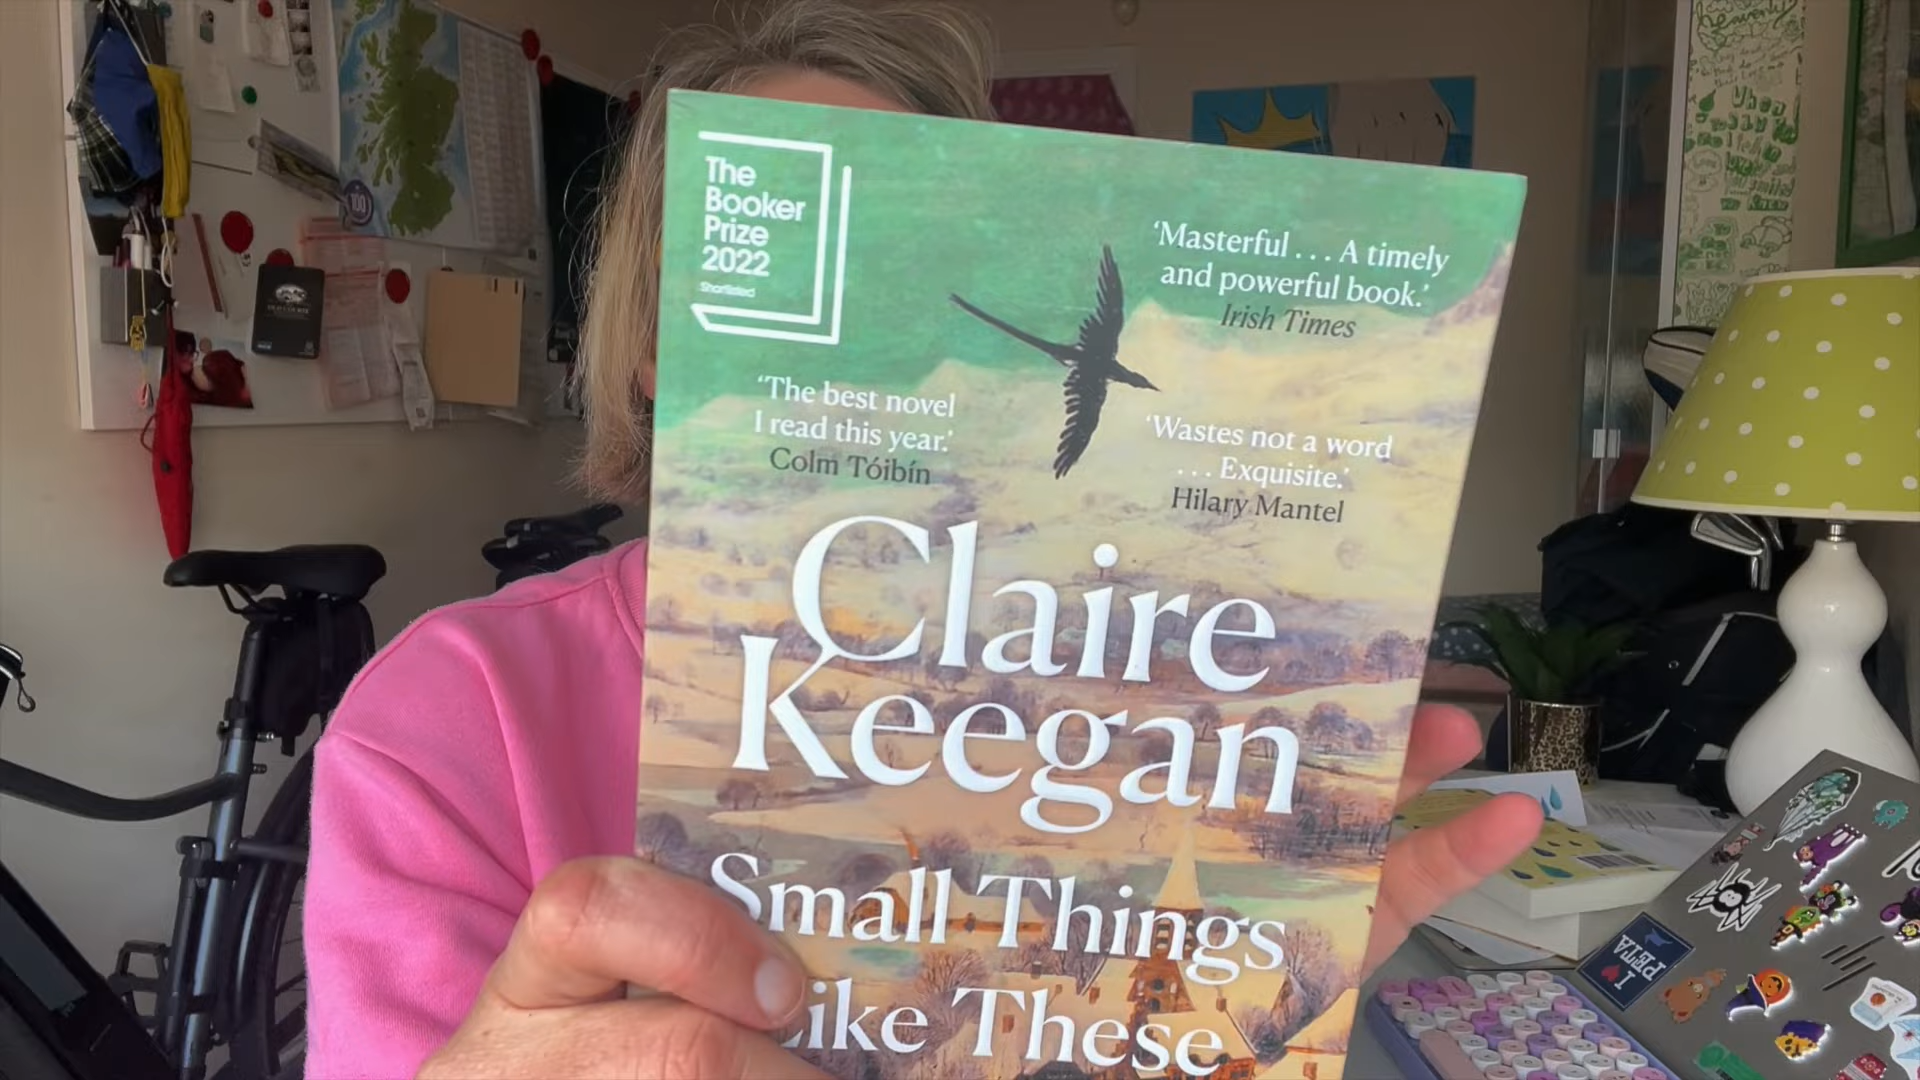 The
Booker
Prize
2022
Shortlisted
‘Masterful . . . A timely
and powerful book.’
Irish Times
‘The best novel
I read this year.’
Colm Tóibín
‘Wastes not a word
. . . Exquisite.’
Hilary Mantel
Claire
Keegan
Small Things
Like These
100
I
PETA